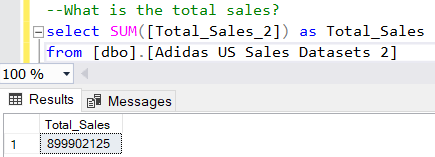 --What is the total sales?
select SUM([Total_Sales_2]) as Total_Sales
from [dbo].[Adidas US Sales Datasets 2]
100 %
Results Messages
Total_Sales
1 899902125